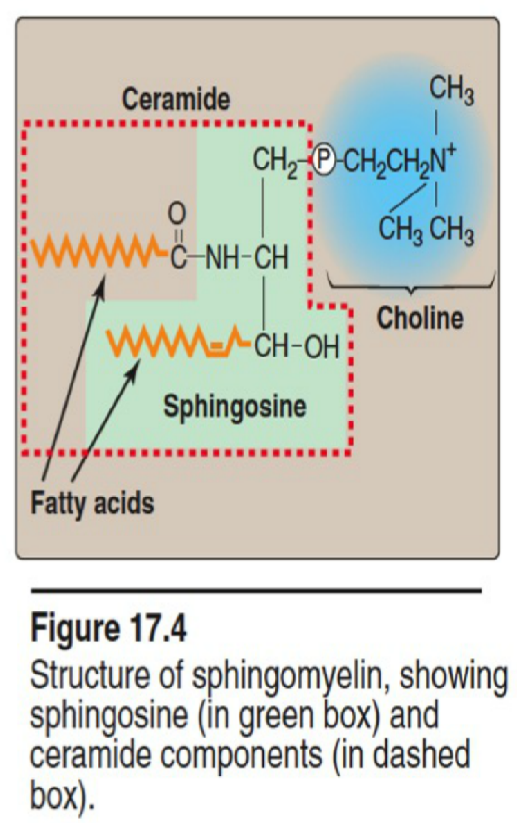 Ceramide
CH3
CH2-P-CH2CH2N+
O
CH3 CH3
C-NH-CH
Choline
CH-OH
Sphingosine
Fatty acids
Figure 17.4
Structure of sphingomyelin, showing
sphingosine (in green box) and
ceramide components (in dashed
box).